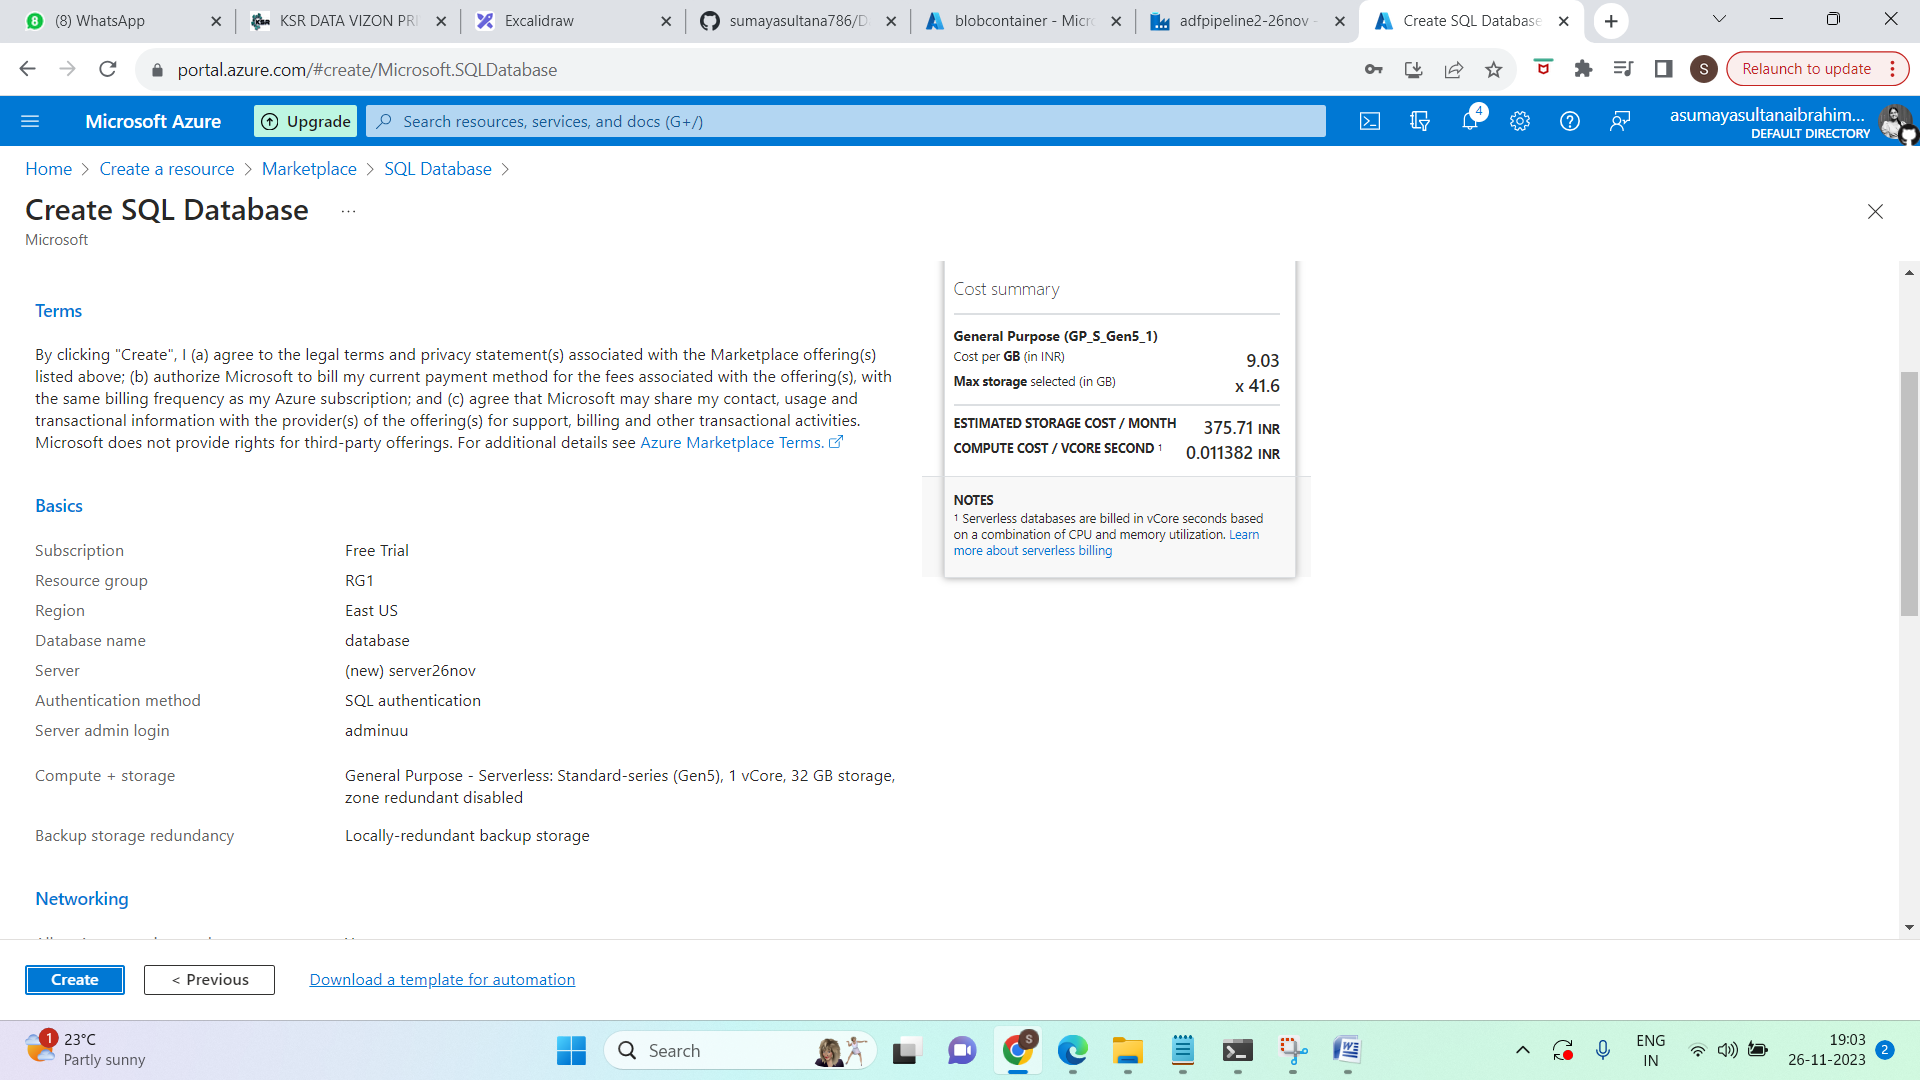 (8) WhatsApp
KSR DATA VIZON PRI
Excalidraw
sumayasultana786/D
blobcontainer - Micro
adfpipeline2-26nov -
Create SQL Database
portal.azure.com/#create/Microsoft.SQLDatabase
S
Relaunch to update
Microsoft Azure
Upgrade
Search resources, services, and docs (G+/)
4
asumayasultanaibrahim...
DEFAULT DIRECTORY
Home > Create a resource > Marketplace > SQL Database >
Create SQL Database ...
Microsoft
Terms
By clicking "Create", I (a) agree to the legal terms and privacy statement(s) associated with the Marketplace offering(s)
listed above; (b) authorize Microsoft to bill my current payment method for the fees associated with the offering(s), with
the same billing frequency as my Azure subscription; and (c) agree that Microsoft may share my contact, usage and
transactional information with the provider(s) of the offering(s) for support, billing and other transactional activities.
Microsoft does not provide rights for third-party offerings. For additional details see Azure Marketplace Terms.
Basics
Subscription Free Trial
Resource group RG1
Region East US
Database name database
Server (new) server26nov
Authentication method SQL authentication
Server admin login adminuu
Compute + storage General Purpose - Serverless: Standard-series (Gen5), 1 vCore, 32 GB storage,
zone redundant disabled
Backup storage redundancy Locally-redundant backup storage
Networking
Cost summary
General Purpose (GP_S_Gen5_1)
Cost per GB (in INR) 9.03
Max storage selected (in GB) x 41.6
ESTIMATED STORAGE COST / MONTH 375.71 INR
COMPUTE COST / VCORE SECOND 1 0.011382 INR
NOTES
1 Serverless databases are billed in vCore seconds based
on a combination of CPU and memory utilization. Learn
more about serverless billing
Create
< Previous
Download a template for automation
1
23°C
Partly sunny
Search
S
ENG
IN
19:03
26-11-2023
2